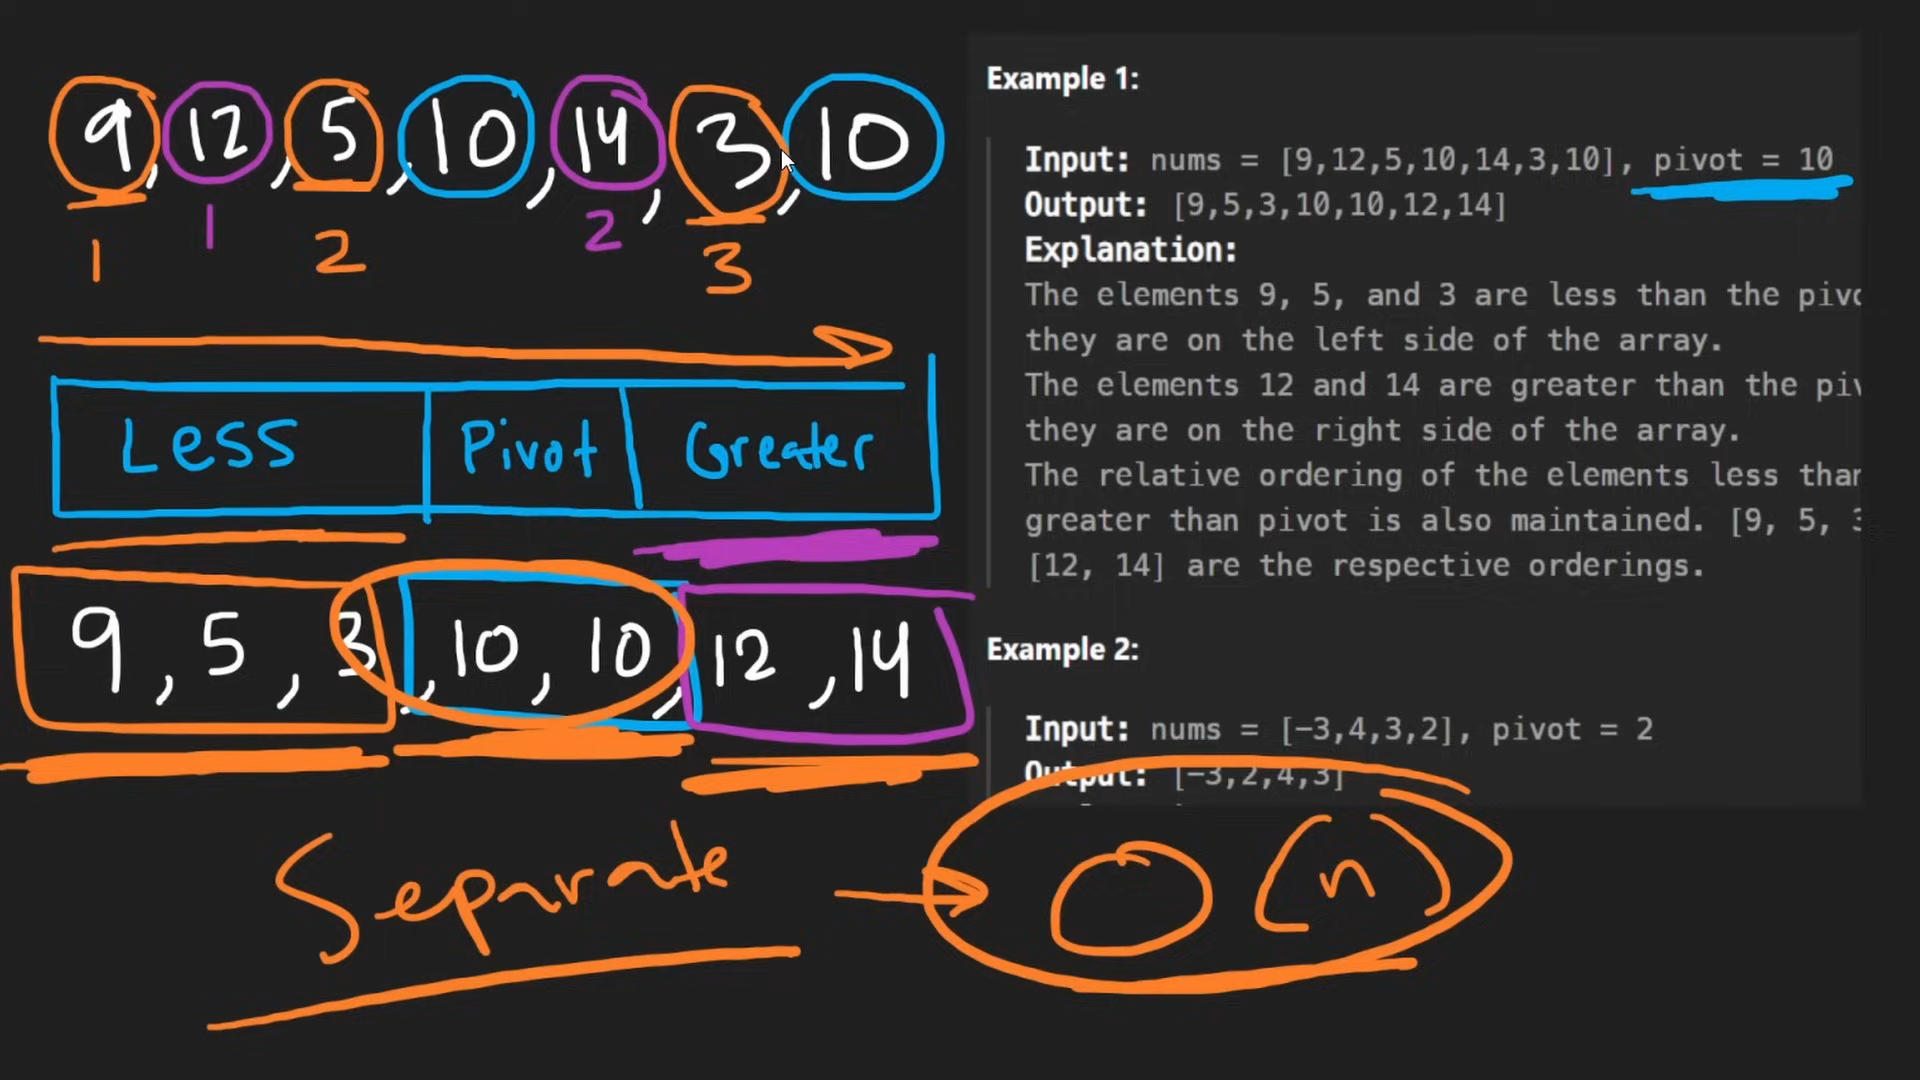 9, 12, 5, 10, 14, 3, 10
1 1 2 2 3
Less Pivot Greater
9, 5, 3, 10, 10, 12, 14
Separate → O(n)
Example 1:
Input: nums = [9,12,5,10,14,3,10], pivot = 10
Output: [9,5,3,10,10,12,14]
Explanation:
The elements 9, 5, and 3 are less than the
they are on the left side of the array.
The elements 12 and 14 are greater than the
they are on the right side of the array.
The relative ordering of the elements less
greater than pivot is also maintained. [9, 5,
[12, 14] are the respective orderings.
Example 2:
Input: nums = [-3,4,3,2], pivot = 2
Output: [-3,2,4,3]